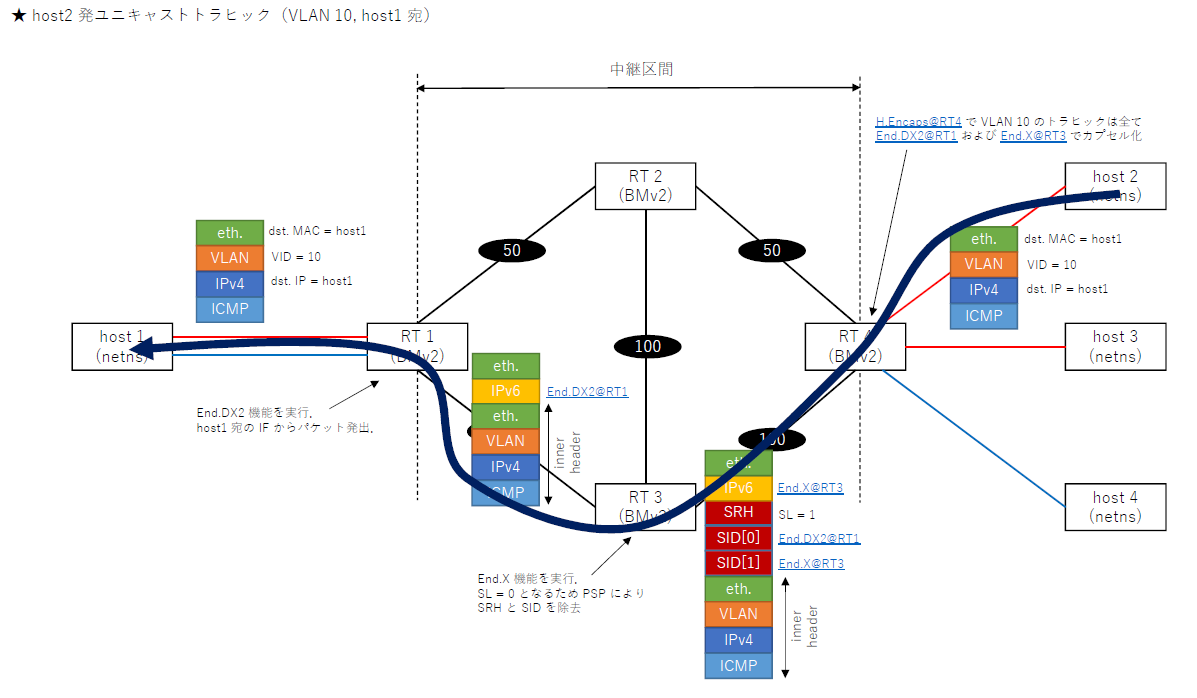 ★ host2 発ユニキャストトラヒック（VLAN 10, host1 宛）
中継区間
H.Encaps@RT4 で VLAN 10 のトラヒックは全て
End.DX2@RT1 および End.X@RT3 でカプセル化
RT 2
(BMv2)
host 2
(netns)
50
50
eth.
dst. MAC = host1
VLAN
VID = 10
IPv4
dst. IP = host1
ICMP
eth.
dst. MAC = host1
VLAN
VID = 10
IPv4
dst. IP = host1
ICMP
host 1
(netns)
RT 1
(BMv2)
100
RT 4
(BMv2)
host 3
(netns)
eth.
IPv6
End.DX2@RT1
eth.
VLAN
IPv4
ICMP
inner
header
End.DX2 機能を実行.
host1 宛の IF からパケット発出.
100
RT 3
(BMv2)
host 4
(netns)
eth.
IPv6
End.X@RT3
SRH
SL = 1
SID[0]
End.DX2@RT1
SID[1]
End.X@RT3
eth.
VLAN
IPv4
ICMP
inner
header
End.X 機能を実行.
SL = 0 となるため PSP により
SRH と SID を除去